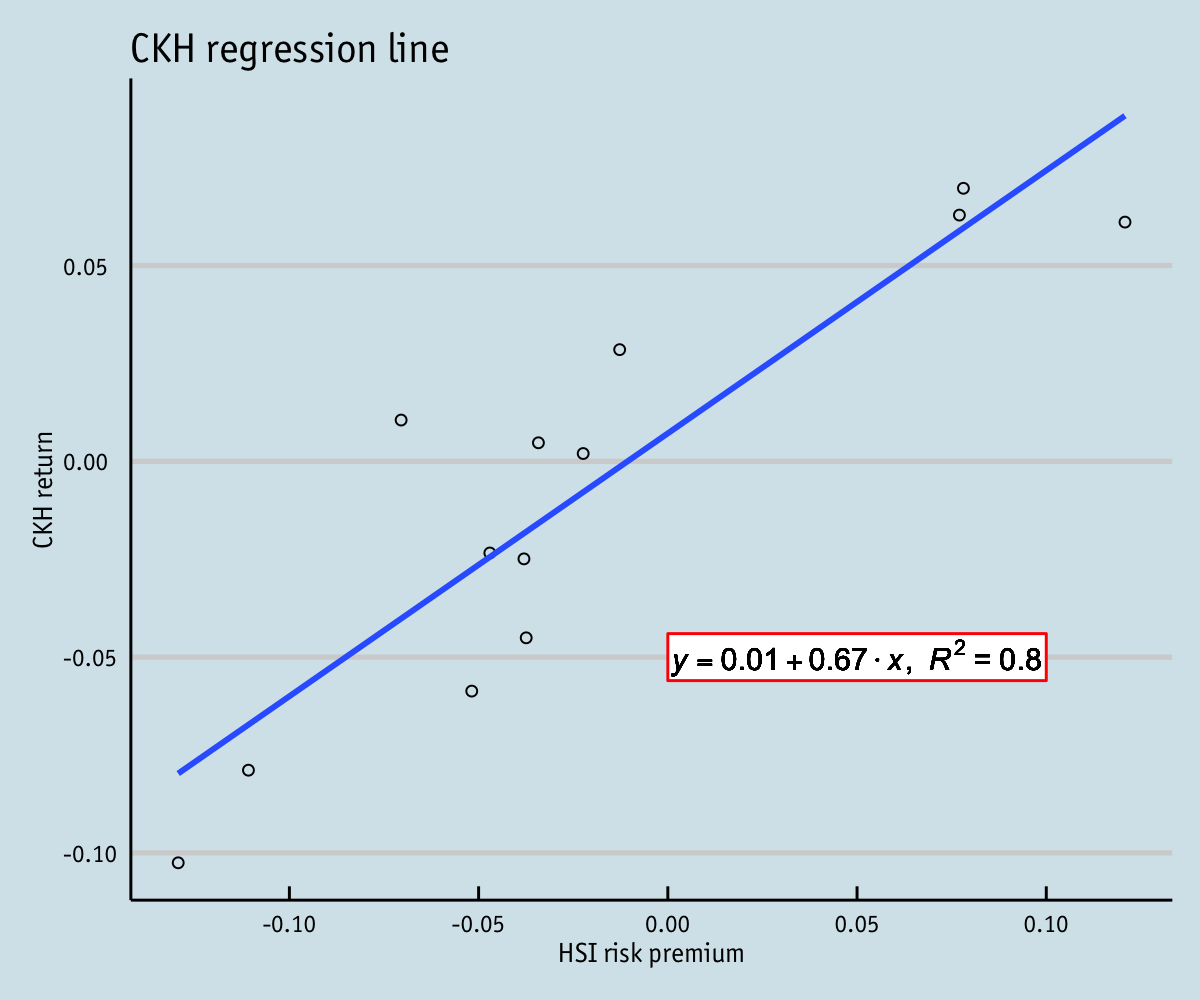 CKH regression line
0.05
0.00
-0.05
-0.10
CKH return
y = 0.01 + 0.67 · x, R² = 0.8
-0.10 -0.05 0.00 0.05 0.10
HSI risk premium